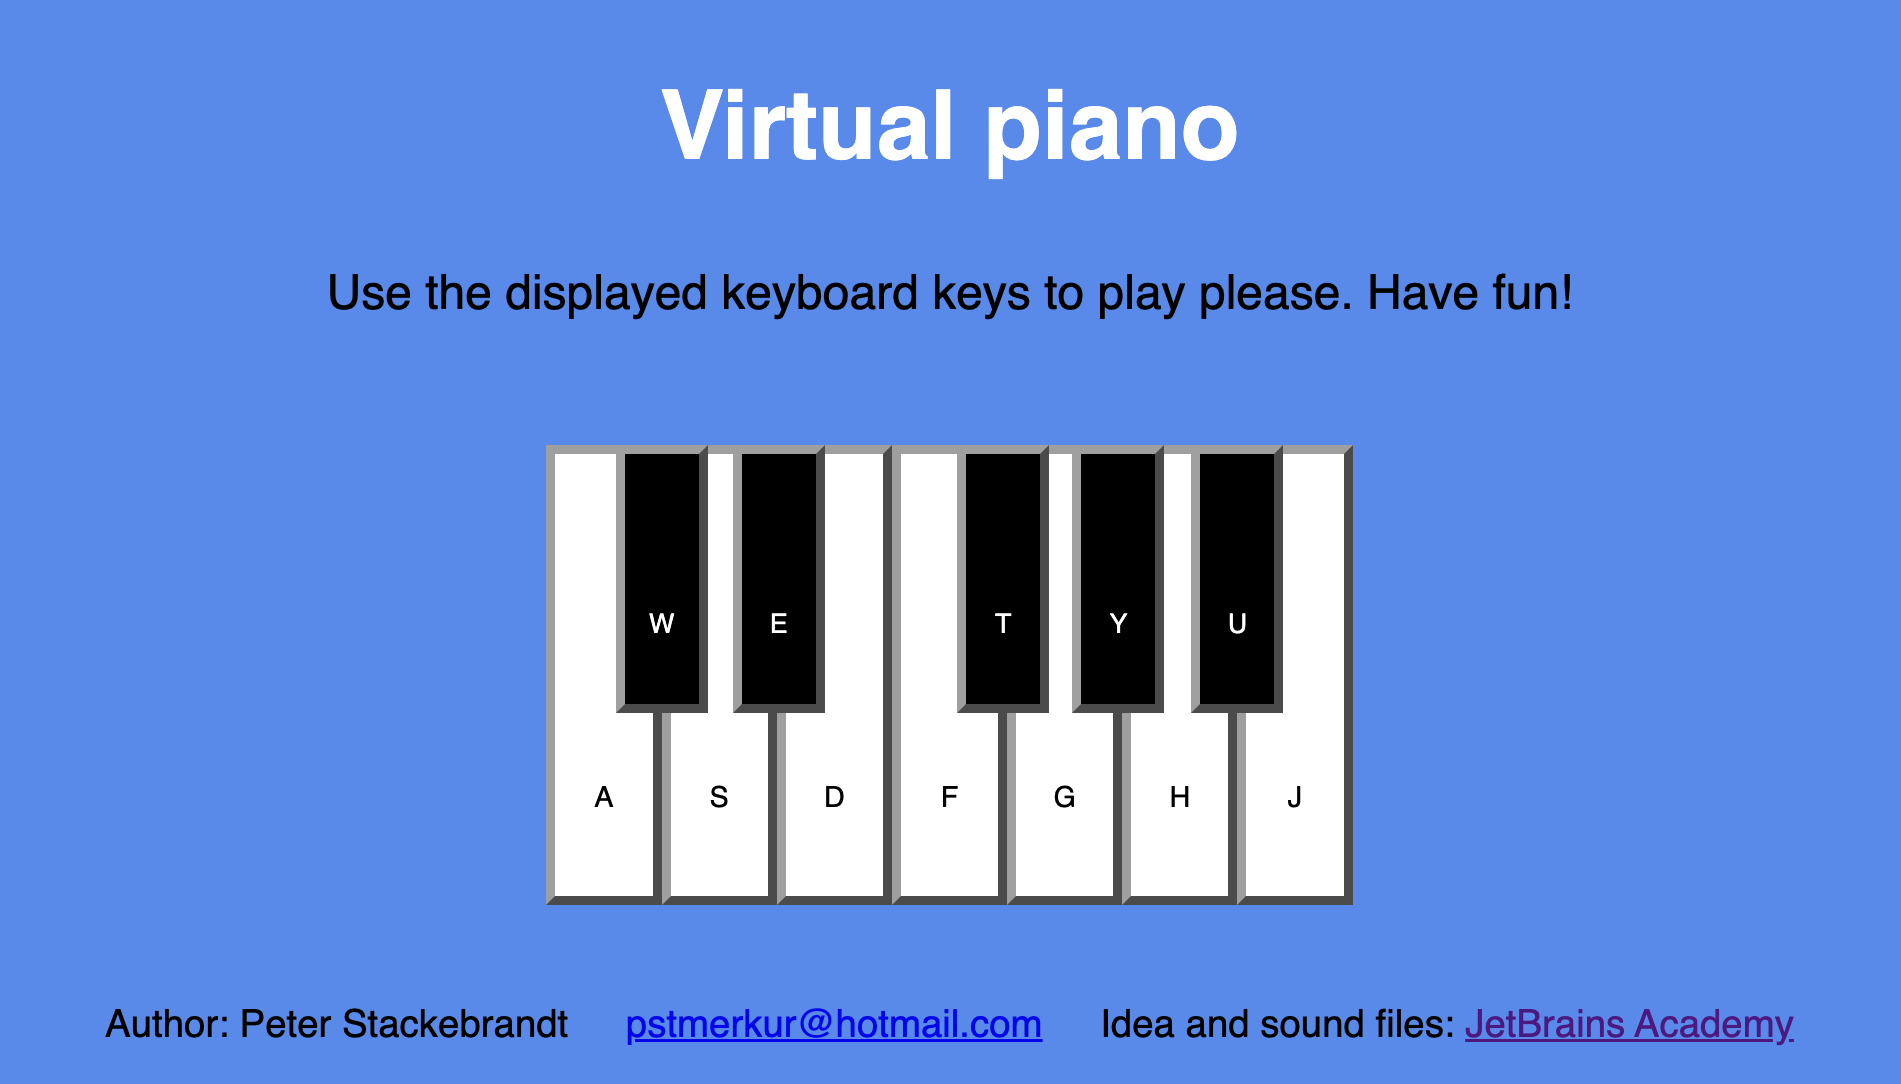 Virtual piano
Use the displayed keyboard keys to play please. Have fun!
W E T Y U
A S D F G H J
Author: Peter Stackebrandt pstmerkur@hotmail.com Idea and sound files: JetBrains Academy